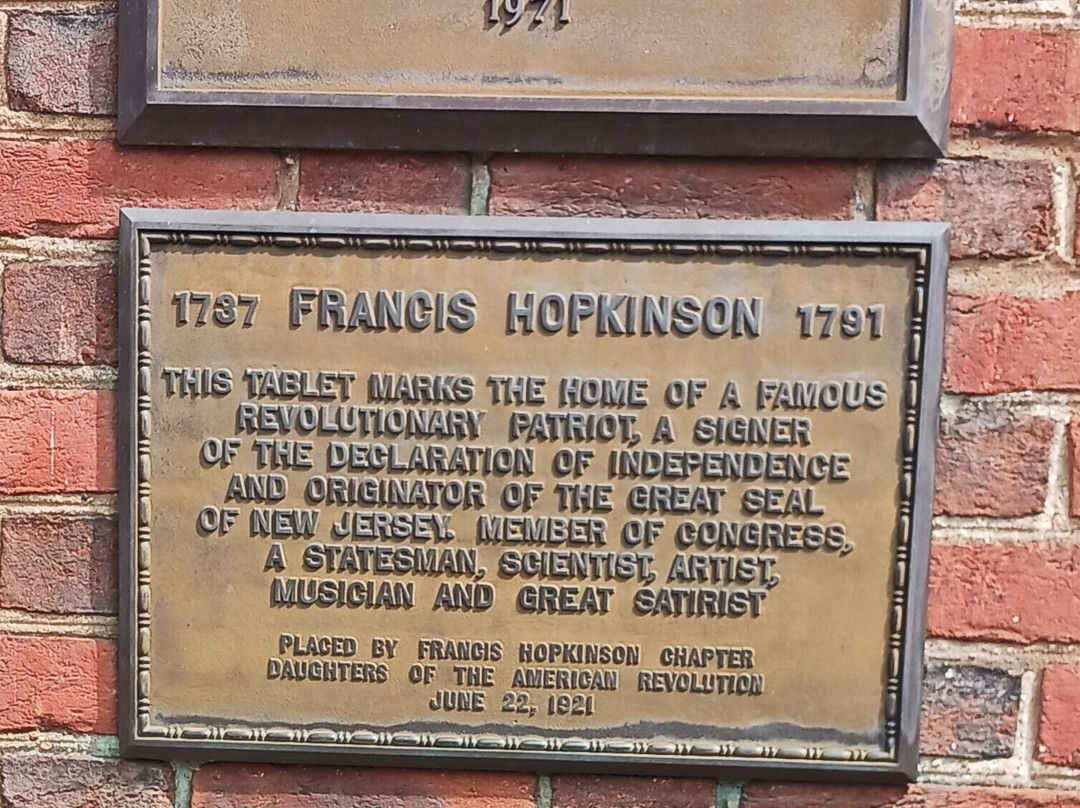 1971
1737 FRANCIS HOPKINSON 1791
THIS TABLET MARKS THE HOME OF A FAMOUS
REVOLUTIONARY PATRIOT, A SIGNER
OF THE DECLARATION OF INDEPENDENCE
AND ORIGINATOR OF THE GREAT SEAL
OF NEW JERSEY. MEMBER OF CONGRESS,
A STATESMAN, SCIENTIST, ARTIST,
MUSICIAN AND GREAT SATIRIST
PLACED BY FRANCIS HOPKINSON CHAPTER
DAUGHTERS OF THE AMERICAN REVOLUTION
JUNE 22, 1921